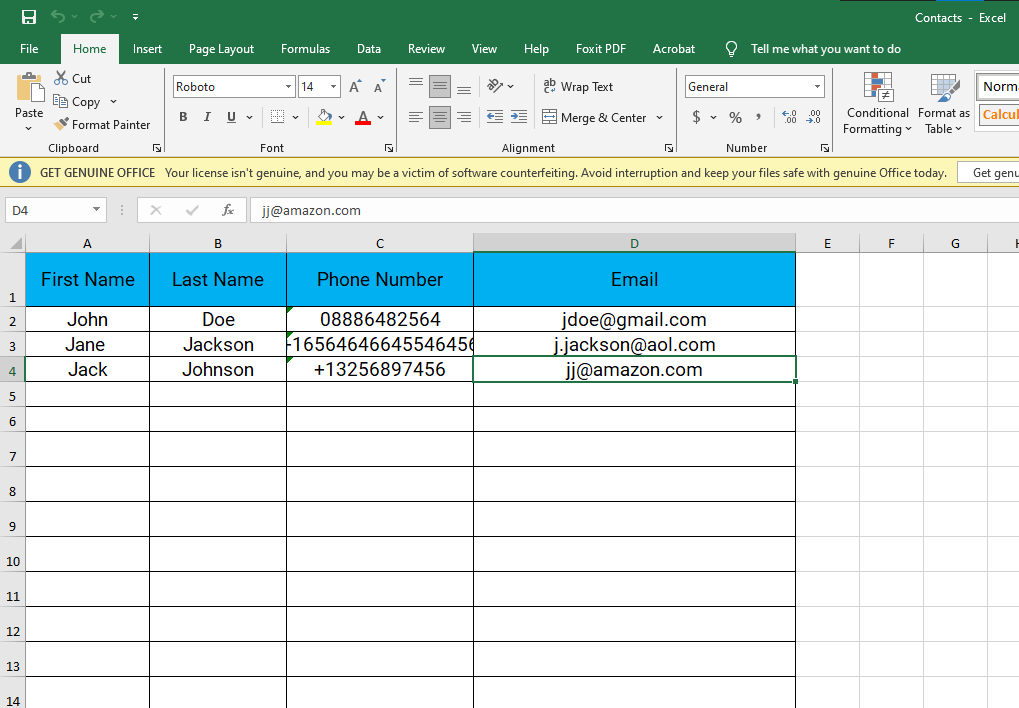 Contacts - Excel
File Home Insert Page Layout Formulas Data Review View Help Foxit PDF Acrobat Tell me what you want to do
Paste
Cut
Copy
Format Painter
Clipboard
Roboto 14 A A
B I U A
Font
ab Wrap Text
Merge & Center
Alignment
General
$ % , .00 .00
Number
Conditional Formatting
Format as Table
Norm
Calcul
GET GENUINE OFFICE Your license isn't genuine, and you may be a victim of software counterfeiting. Avoid interruption and keep your files safe with genuine Office today. Get genu
D4 fx jj@amazon.com
A B C D E F G H
1 First Name Last Name Phone Number Email
2 John Doe 08886482564 jdoe@gmail.com
3 Jane Jackson -16564646645546456 j.jackson@aol.com
4 Jack Johnson +13256897456 jj@amazon.com
5
6
7
8
9
10
11
12
13
14